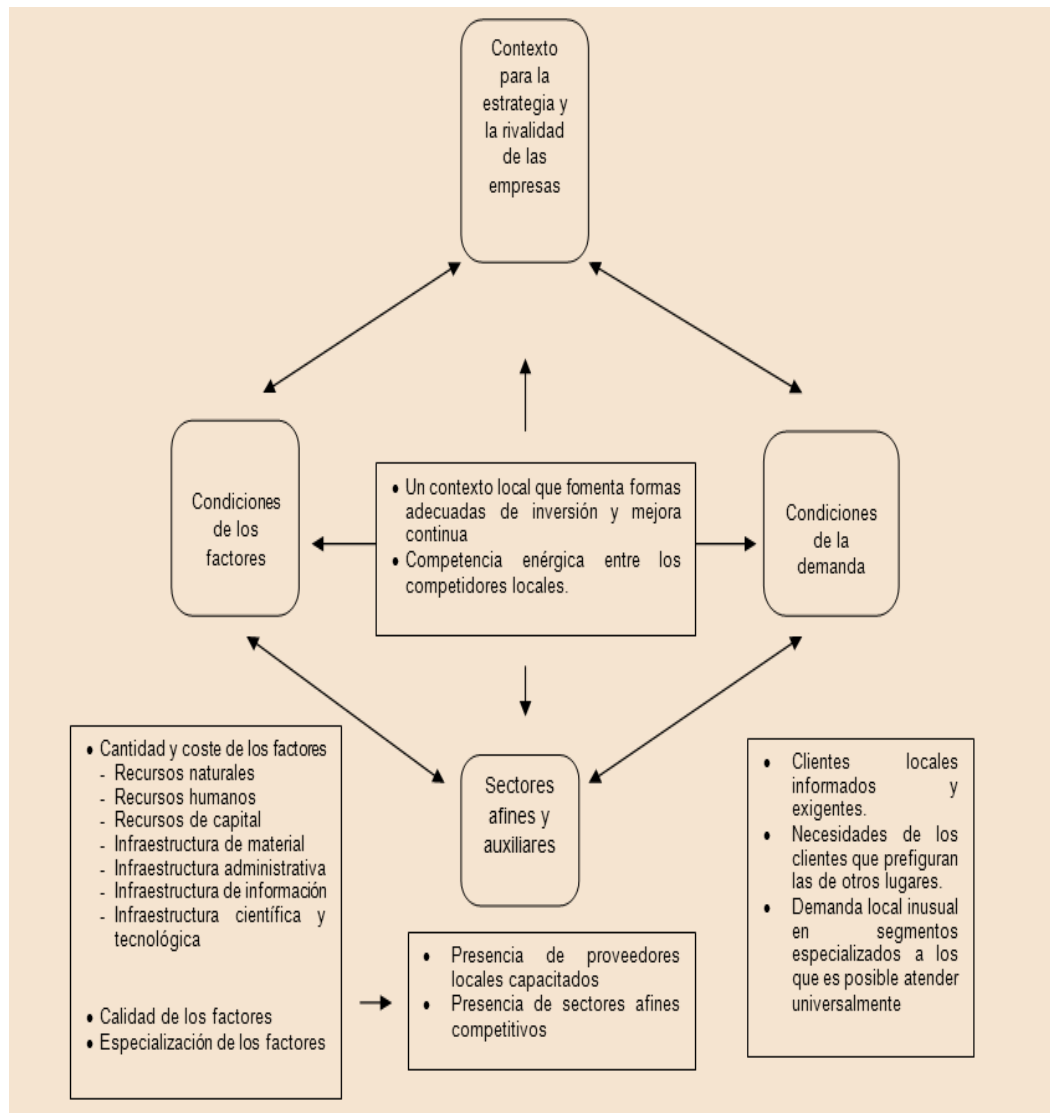 Contexto
para la
estrategia y
la rivalidad
de las
empresas
Condiciones
de los
factores
• Un contexto local que fomenta formas
adecuadas de inversión y mejora
continua
• Competencia enérgica entre los
competidores locales.
Condiciones
de la
demanda
• Cantidad y coste de los factores
- Recursos naturales
- Recursos humanos
- Recursos de capital
- Infraestructura de material
- Infraestructura administrativa
- Infraestructura de información
- Infraestructura científica y
tecnológica
• Calidad de los factores
• Especialización de los factores
Sectores
afines y
auxiliares
• Presencia de proveedores
locales capacitados
• Presencia de sectores afines
competitivos
• Clientes locales
informados y
exigentes.
• Necesidades de los
clientes que prefiguran
las de otros lugares.
• Demanda local inusual
en segmentos
especializados a los
que es posible atender
universalmente